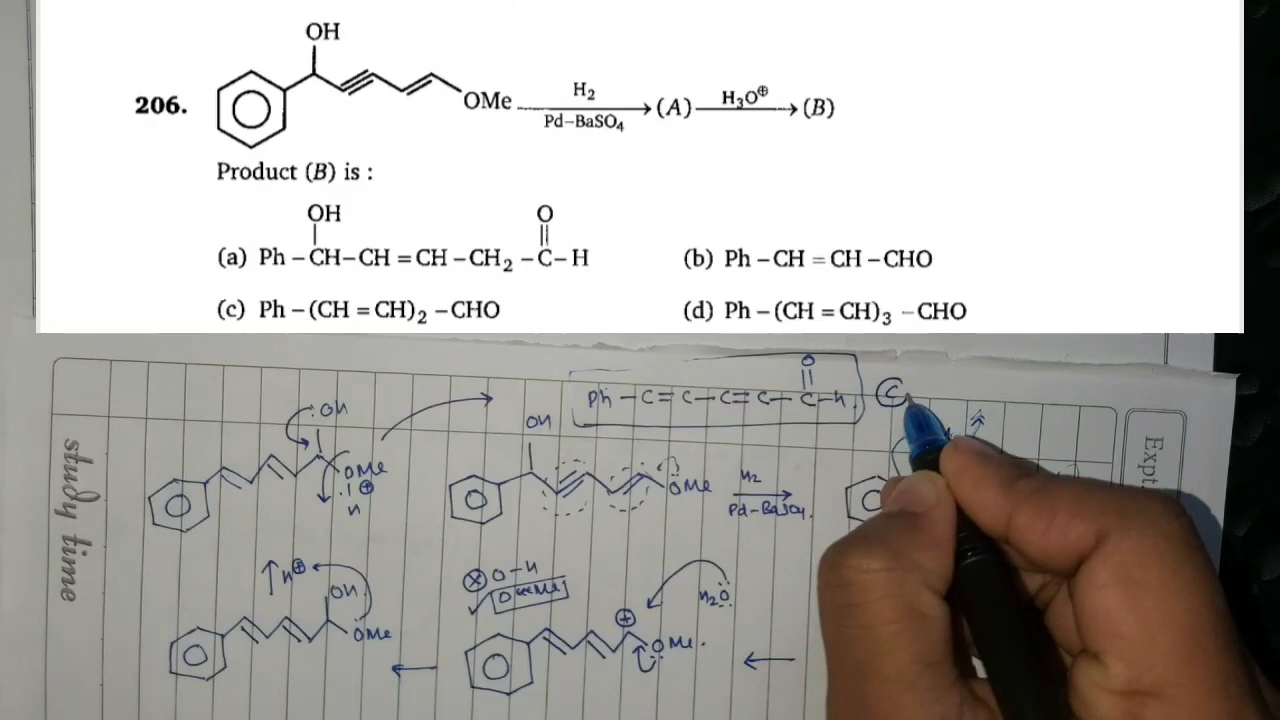 OH
206.
OMe
H₂
Pd–BaSO₄
(A)
H₃O⊕
(B)
Product (B) is :
OH O
(a) Ph – CH–CH = CH – CH₂ – C – H
(b) Ph – CH = CH – CHO
(c) Ph – (CH = CH)₂ – CHO
(d) Ph – (CH = CH)₃ – CHO
O
Ph – C = C – C = C – C – H.
C
:OH
OMe
⊕
H
OH
ÖMe
H₂
Pd-BaSO₄.
↑ H⊕
OH
OMe
⊗ O–H
✓
⊕
H₂O
OMe.
study time
Expt